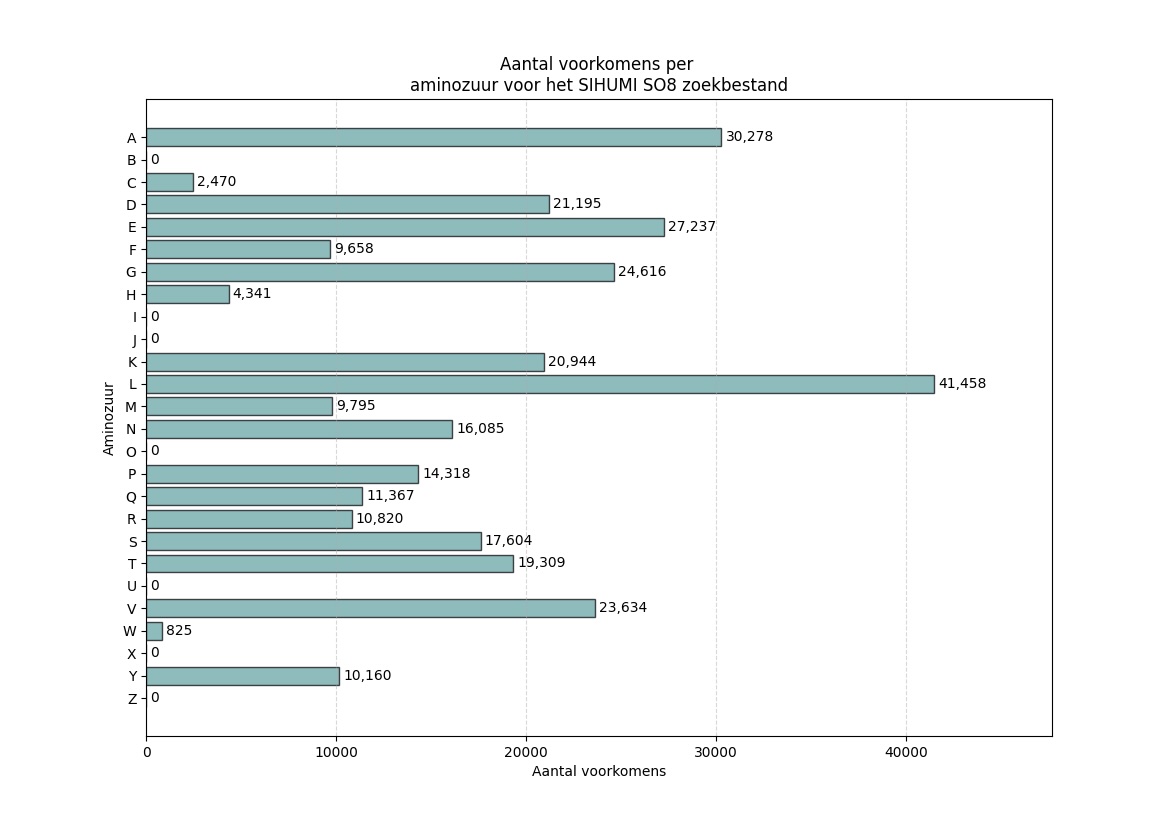 Aantal voorkomens per
aminozuur voor het SIHUMI SO8 zoekbestand
A 30,278
B 0
C 2,470
D 21,195
E 27,237
F 9,658
G 24,616
H 4,341
I 0
J 0
K 20,944
L 41,458
M 9,795
N 16,085
O 0
P 14,318
Q 11,367
R 10,820
S 17,604
T 19,309
U 0
V 23,634
W 825
X 0
Y 10,160
Z 0
Aminozuur
0 10000 20000 30000 40000
Aantal voorkomens